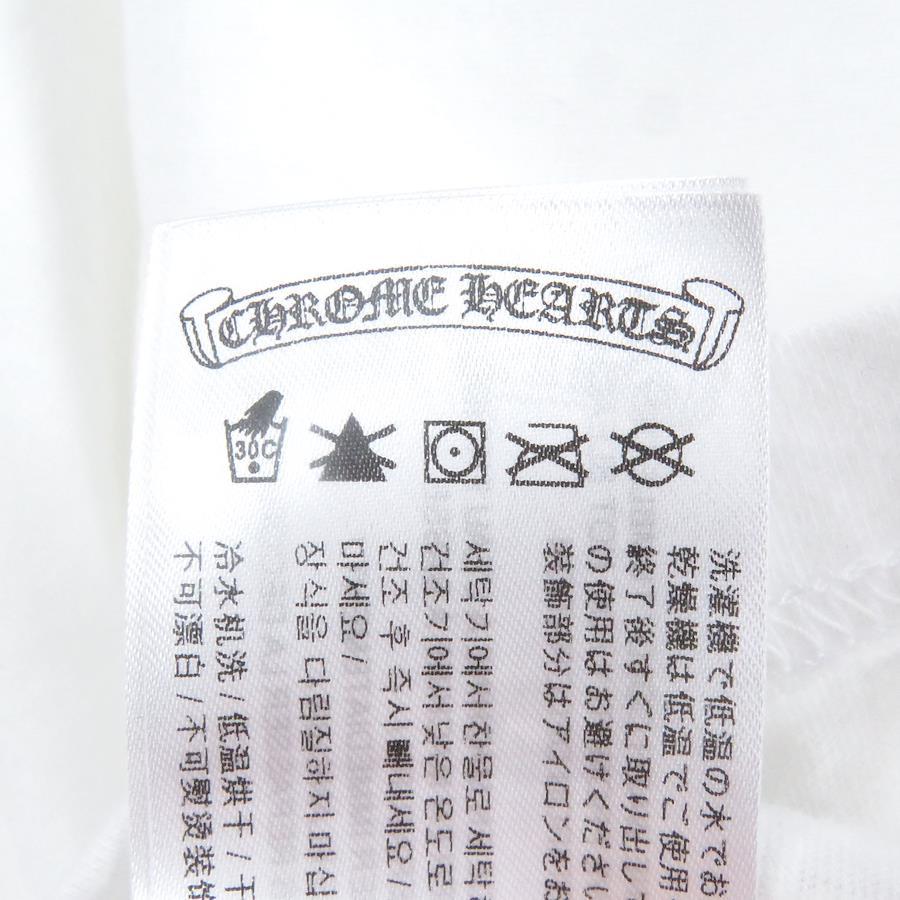 CHROME HEARTS
30C
洗濯機で低温の水でお
乾燥機は低温でご使用
終了後すぐに取り出して
の使用はお避けくださ
装飾部分はアイロンをお
세탁기에서 찬물로 세탁
건조기에서 낮은 온도로
건조 후 즉시 빼내세요/
마세요/
장식을 다림질하지 마십
冷水机洗/低温烘干/干
不可漂白/不可熨烫装